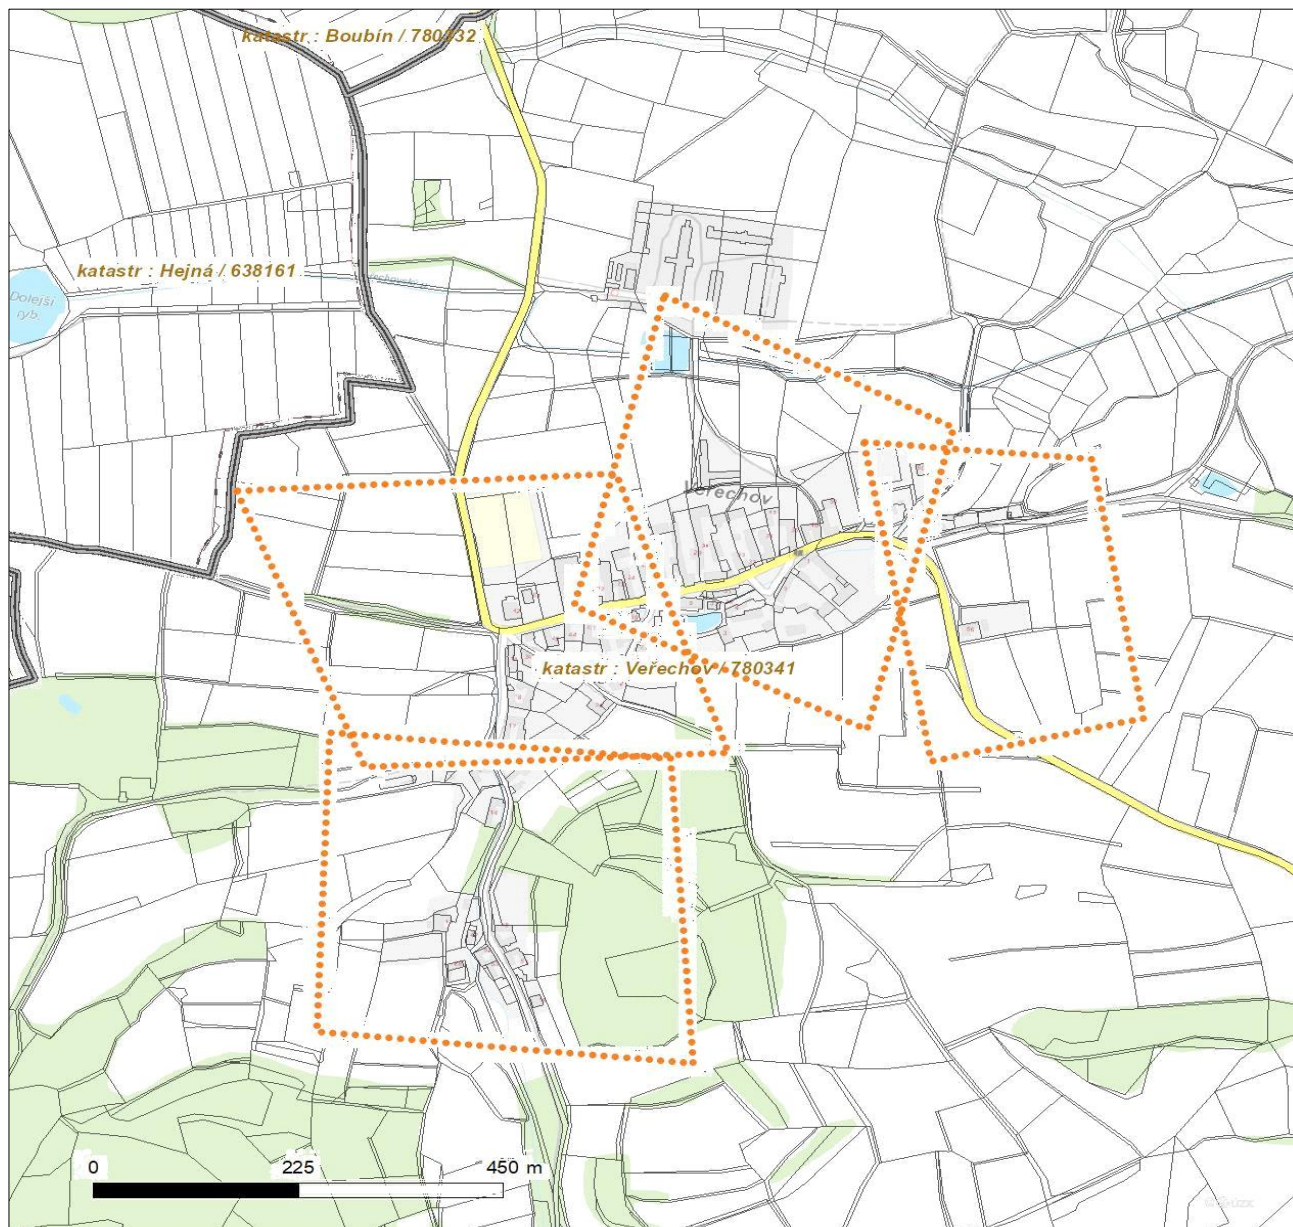 katastr : Boubín / 780332
katastr : Hejná / 638161
Dolejší
ryb.
Veřechov
katastr : Veřechov / 780341
0 225 450 m